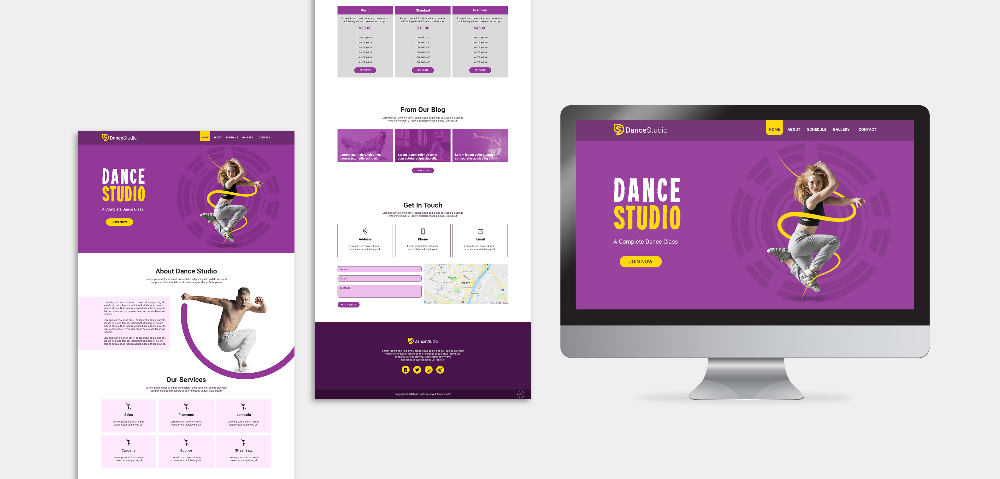 DanceStudio
HOME ABOUT SCHEDULE GALLERY CONTACT
DANCE
STUDIO
A Complete Dance Class
JOIN NOW
About Dance Studio
Lorem ipsum dolor sit amet, consectetur adipiscing elit, sed do eiusmod
tempor incididunt ut labore et dolore magna aliqua. Quis ipsum
Lorem ipsum dolor sit amet, consectetur adipiscing elit,
sed do eiusmod tempor incididunt ut labore et dolore
magna aliqua. Quis ipsum suspendisse ultrices gravida.
Risus commodo viverra maecenas accumsan lacus vel
facilisis.
Lorem ipsum dolor sit amet, consectetur adipiscing elit,
sed do eiusmod tempor incididunt ut labore et dolore
magna aliqua. Quis ipsum suspendisse ultrices gravida.
Risus commodo viverra maecenas accumsan lacus vel
facilisis.
Lorem ipsum dolor sit amet, consectetur adipiscing elit,
sed do eiusmod tempor incididunt ut labore et dolore
magna aliqua. Quis ipsum suspendisse ultrices gravida.
Our Services
Lorem ipsum dolor sit amet, consectetur adipiscing elit, sed do eiusmod
tempor incididunt ut labore et dolore magna aliqua. Quis ipsum
Salsa
Lorem ipsum dolor sit amet,
consectetur adipiscing elit
Flamenco
Lorem ipsum dolor sit amet,
consectetur adipiscing elit
Lambada
Lorem ipsum dolor sit amet,
consectetur adipiscing elit
Capoeira
Lorem ipsum dolor sit amet,
consectetur adipiscing elit
Bounce
Lorem ipsum dolor sit amet,
consectetur adipiscing elit
Street Jazz
Lorem ipsum dolor sit amet,
consectetur adipiscing elit
Basic
Lorem ipsum dolor sit amet, consectetur
adipiscing elit, sed do eiusmod tempor
$23.00
Lorem ipsum
Lorem ipsum
Lorem ipsum
Lorem ipsum
Lorem ipsum
Lorem ipsum
GET QUOTE
Standard
Lorem ipsum dolor sit amet, consectetur
adipiscing elit, sed do eiusmod tempor
$33.00
Lorem ipsum
Lorem ipsum
Lorem ipsum
Lorem ipsum
Lorem ipsum
Lorem ipsum
GET QUOTE
Premium
Lorem ipsum dolor sit amet, consectetur
adipiscing elit, sed do eiusmod tempor
$45.00
Lorem ipsum
Lorem ipsum
Lorem ipsum
Lorem ipsum
Lorem ipsum
Lorem ipsum
GET QUOTE
From Our Blog
Lorem ipsum dolor sit amet, consectetur adipiscing elit, sed do eiusmod
tempor incididunt ut labore et dolore magna aliqua. Quis ipsum
Lorem ipsum dolor sit amet,
consectetur adipiscing elit,
Lorem ipsum dolor sit amet,
consectetur adipiscing elit,
Lorem ipsum dolor sit amet,
consectetur adipiscing elit,
MORE POSTS
Get In Touch
Lorem ipsum dolor sit amet, consectetur adipiscing elit, sed do eiusmod
tempor incididunt ut labore et dolore magna aliqua. Quis ipsum
Address
Lorem ipsum dolor sit amet,
consectetur adipiscing elit
Phone
Lorem ipsum dolor sit amet,
consectetur adipiscing elit
Email
Lorem ipsum dolor sit amet,
consectetur adipiscing elit
Name
Email
Message
SEND MESSAGE
of Saint Rose
PINE HILLS
ARBOR HILL
Washington
Park
Albany
DOWNTOWN
Rensselaer
Google
Map data ©2019 Google
DanceStudio
Lorem ipsum dolor sit amet, consectetur adipiscing elit, sed do eiusmod
tempor incididunt ut labore et dolore magna aliqua. Quis ipsum sus-
pendisse ultrices gravida. Risus commodo viverra
maecenas accumsan lacus vel facilisis.
Copyright © 2020 All rights reserved dance studio
DanceStudio
HOME ABOUT SCHEDULE GALLERY CONTACT
DANCE
STUDIO
A Complete Dance Class
JOIN NOW